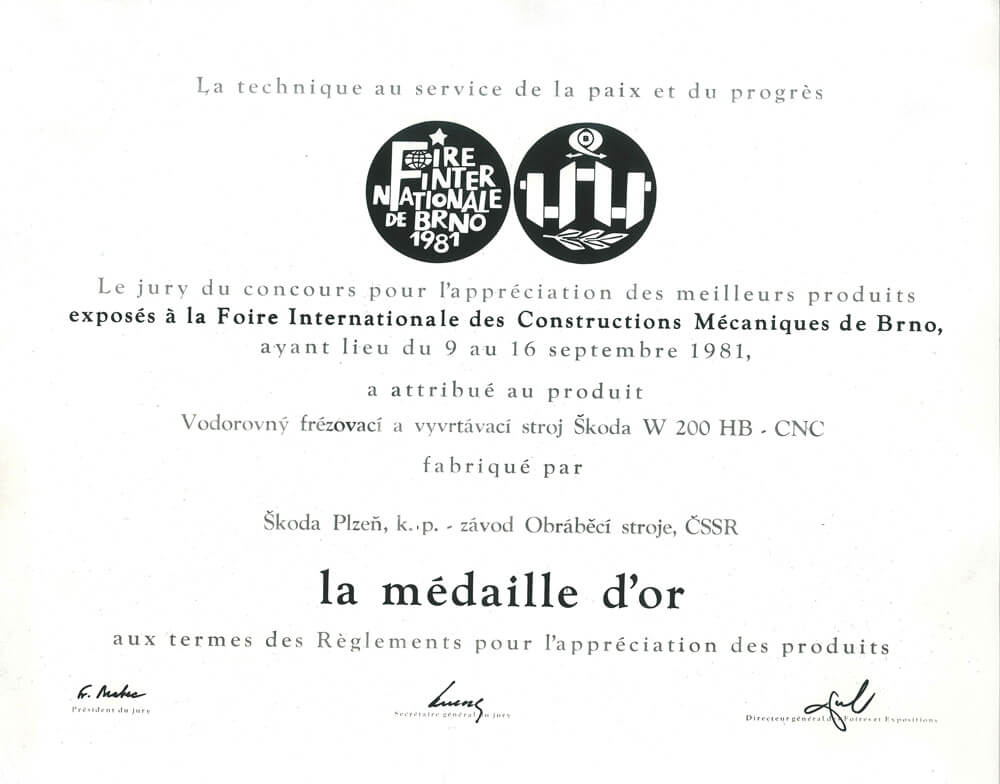 La technique au service de la paix et du progrès
FOIRE
INTER
NATIONALE
DE BRNO
1981
B
Le jury du concours pour l'appréciation des meilleurs produits
exposés à la Foire Internationale des Constructions Mécaniques de Brno,
ayant lieu du 9 au 16 septembre 1981,
a attribué au produit
Vodorovný frézovací a vyvrtávací stroj Škoda W 200 HB - CNC
fabriqué par
Škoda Plzeň, k. p. - závod Obráběcí stroje, ČSSR
la médaille d'or
aux termes des Règlements pour l'appréciation des produits
Président du jury
Secrétaire général du jury
Directeur général des Foires et Expositions